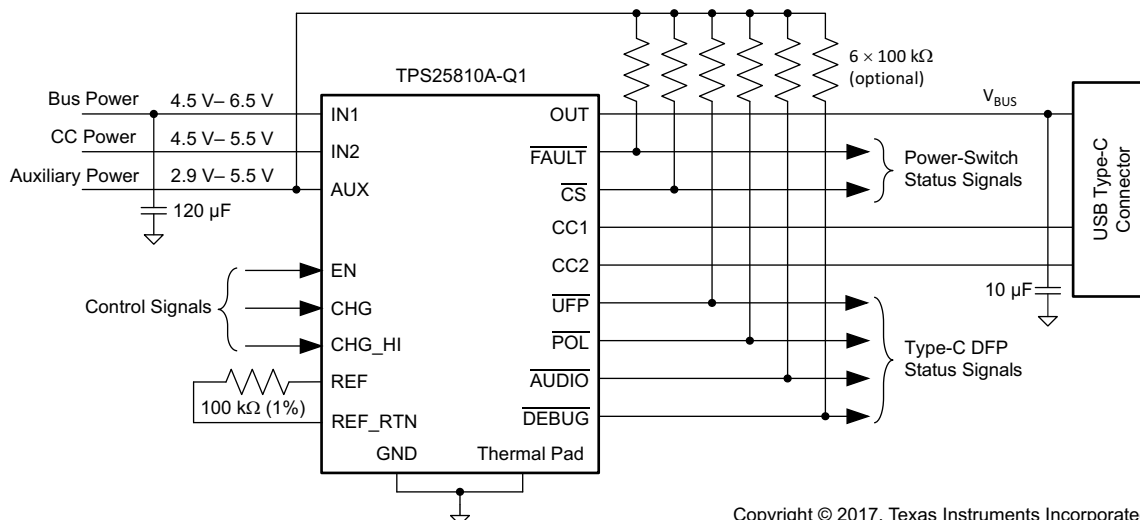 TPS25810A-Q1
6 × 100 kΩ
(optional)
Bus Power 4.5 V– 6.5 V
CC Power 4.5 V– 5.5 V
Auxiliary Power 2.9 V– 5.5 V
120 µF
Control Signals
100 kΩ (1%)
IN1
IN2
AUX
EN
CHG
CHG_HI
REF
REF_RTN
GND
Thermal Pad
OUT
FAULT
CS
CC1
CC2
UFP
POL
AUDIO
DEBUG
VBUS
Power-Switch
Status Signals
10 µF
Type-C DFP
Status Signals
USB Type-C
Connector
Copyright © 2017, Texas Instruments Incorporate